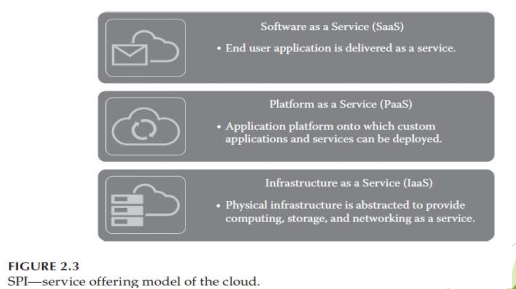 Software as a Service (SaaS)
• End user application is delivered as a service.
Platform as a Service (PaaS)
• Application platform onto which custom
applications and services can be deployed.
Infrastructure as a Service (IaaS)
• Physical infrastructure is abstracted to provide
computing, storage, and networking as a service.
FIGURE 2.3
SPI—service offering model of the cloud.